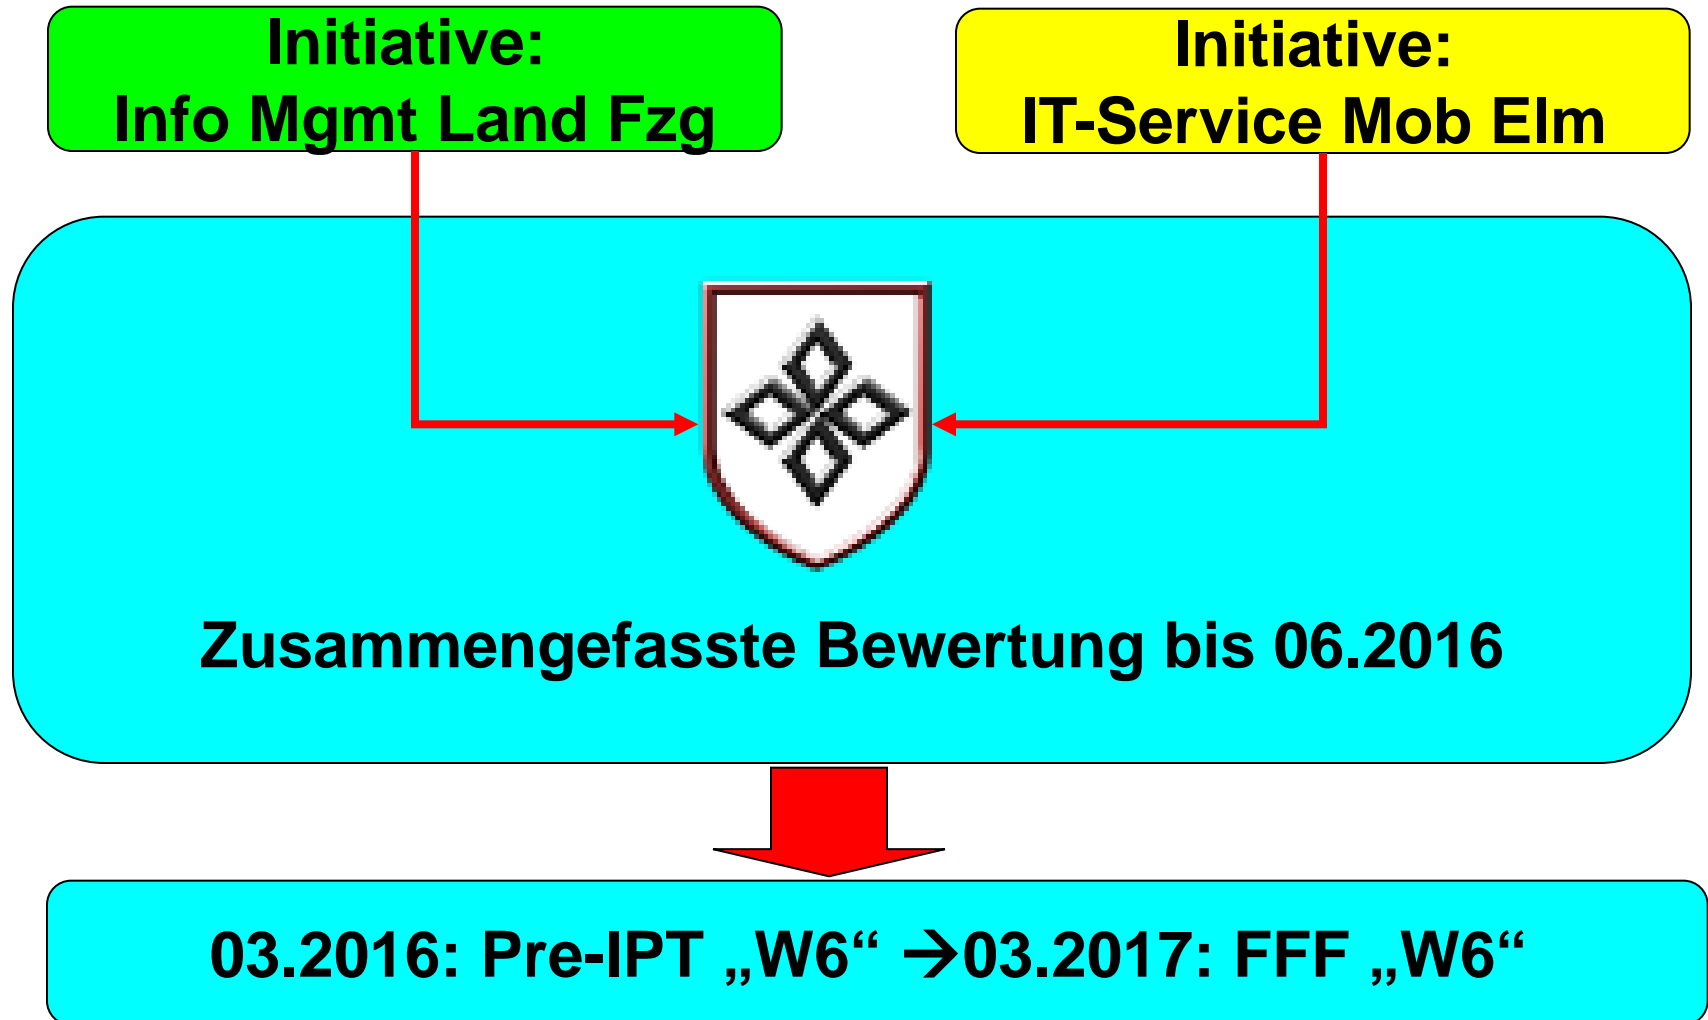 Initiative:
Info Mgmt Land Fzg
Initiative:
IT-Service Mob Elm
Zusammengefasste Bewertung bis 06.2016
03.2016: Pre-IPT „W6“ →03.2017: FFF „W6“